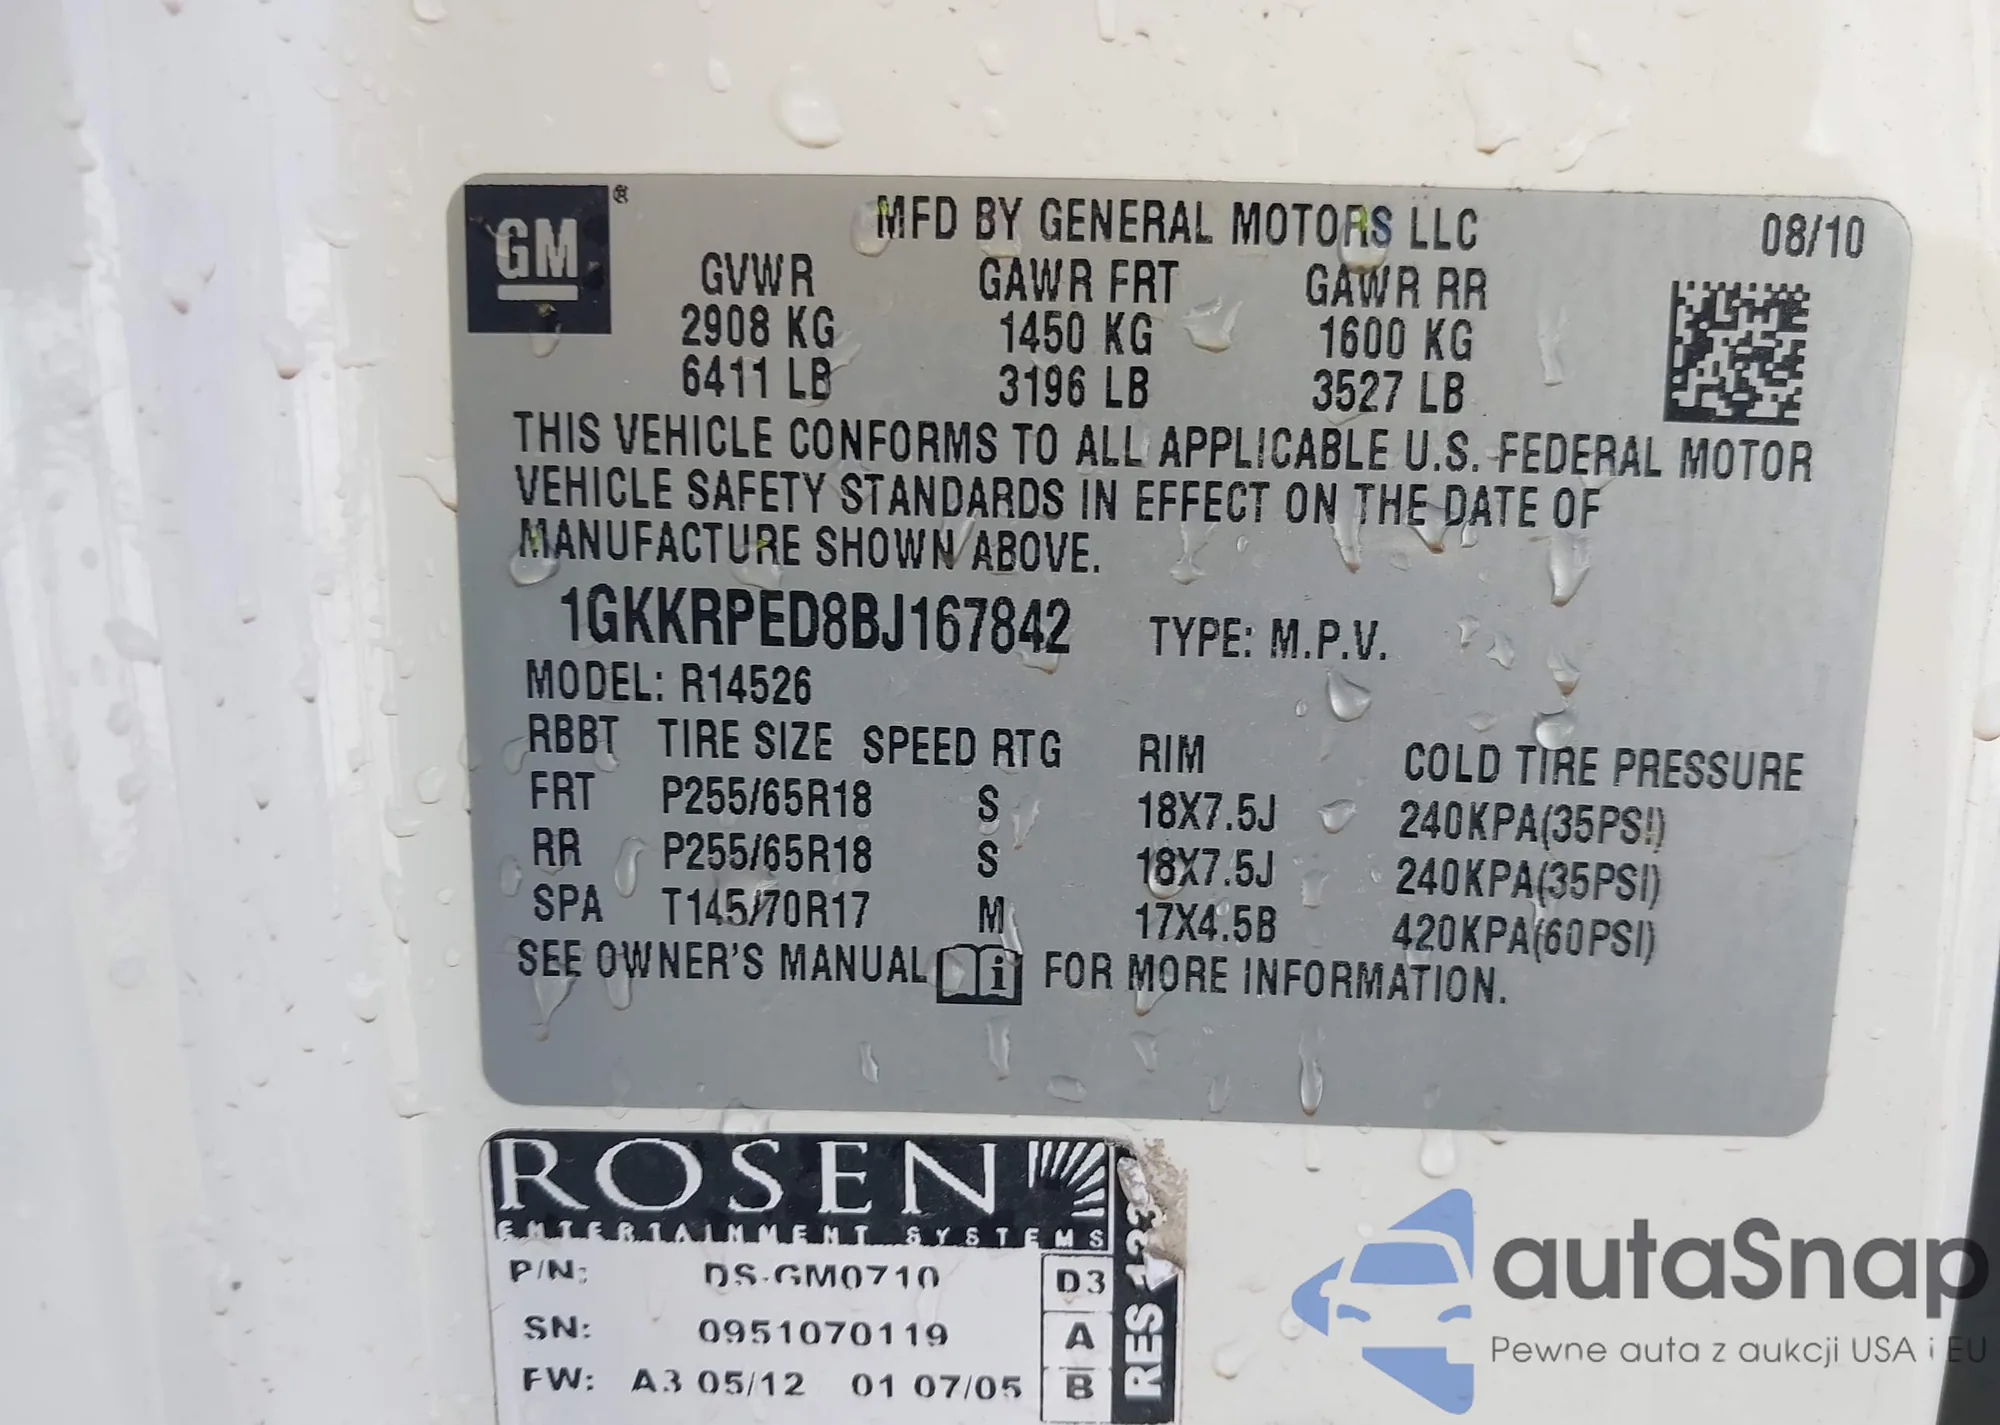 GM ®
MFD BY GENERAL MOTORS LLC 08/10
GVWR GAWR FRT GAWR RR
2908 KG 1450 KG 1600 KG
6411 LB 3196 LB 3527 LB
THIS VEHICLE CONFORMS TO ALL APPLICABLE U.S. FEDERAL MOTOR
VEHICLE SAFETY STANDARDS IN EFFECT ON THE DATE OF
MANUFACTURE SHOWN ABOVE.
1GKKRPED8BJ167842 TYPE: M.P.V.
MODEL: R14526
RBBT TIRE SIZE SPEED RTG RIM COLD TIRE PRESSURE
FRT P255/65R18 S 18X7.5J 240KPA(35PSI)
RR P255/65R18 S 18X7.5J 240KPA(35PSI)
SPA T145/70R17 M 17X4.5B 420KPA(60PSI)
SEE OWNER'S MANUAL i FOR MORE INFORMATION.
ROSEN
ENTERTAINMENT SYSTEMS
P/N: DS-GM0710 D3
SN: 0951070119 A
FW: A3 05/12 01 07/05 B
RES 123
autaSnap
Pewne auta z aukcji USA i EU